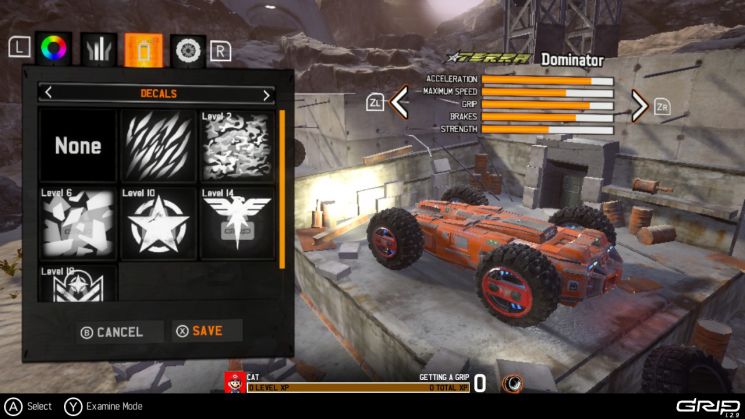 L
R
TERRA Dominator
DECALS
ACCELERATION
MAXIMUM SPEED
GRIP
BRAKES
STRENGTH
ZL
ZR
None
Level 2
Level 6
Level 10
Level 14
Level 18
B CANCEL
X SAVE
CAT
GETTING A GRIP
0 LEVEL XP
0 TOTAL XP
0
A Select
Y Examine Mode
GRIP